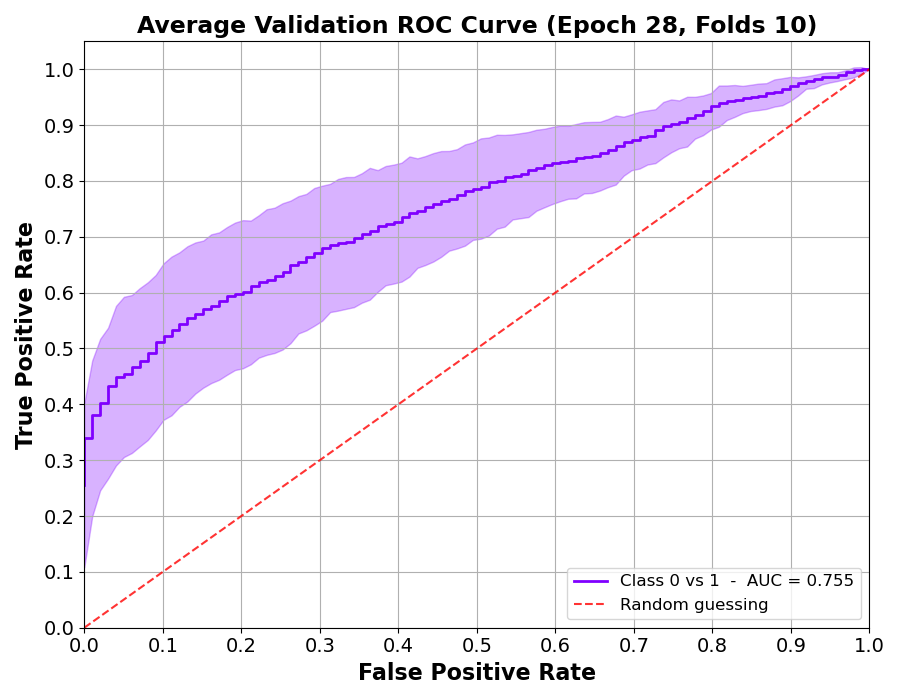 Average Validation ROC Curve (Epoch 28, Folds 10)
True Positive Rate
1.0
0.9
0.8
0.7
0.6
0.5
0.4
0.3
0.2
0.1
0.0
Class 0 vs 1 - AUC = 0.755
Random guessing
0.0 0.1 0.2 0.3 0.4 0.5 0.6 0.7 0.8 0.9 1.0
False Positive Rate